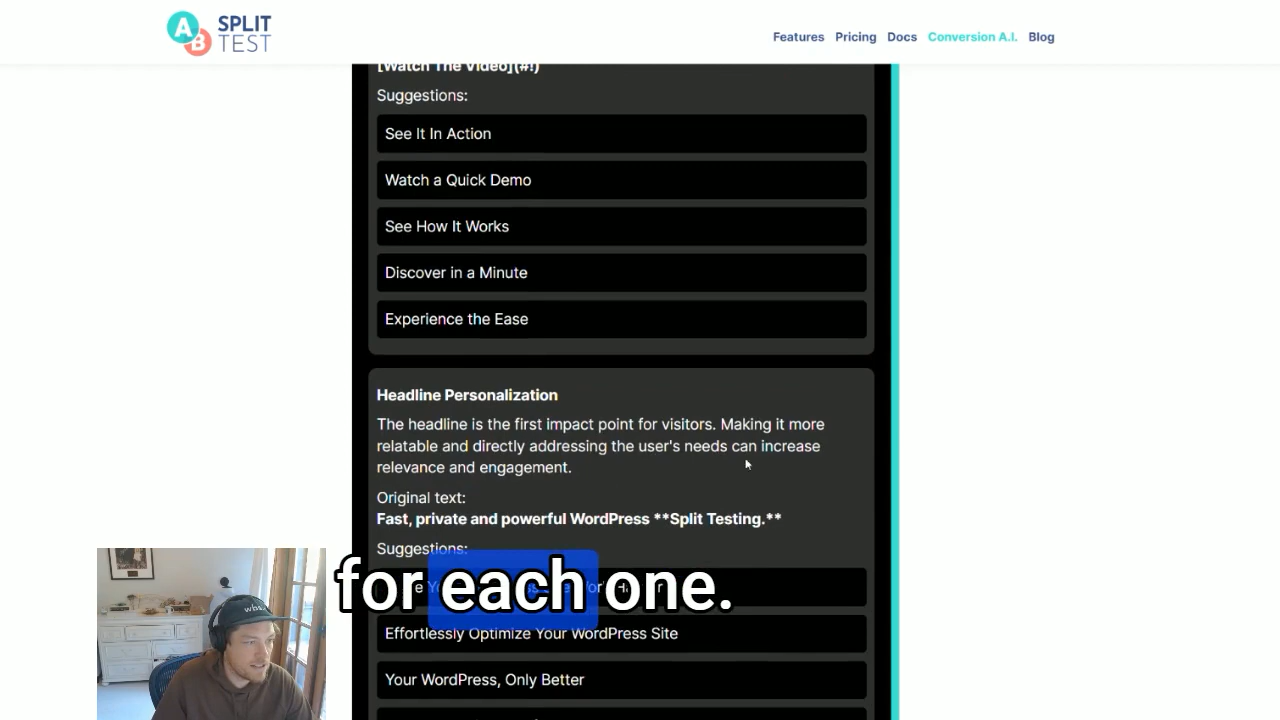 A B SPLIT TEST
Features Pricing Docs Conversion A.I. Blog
[Watch The Video](#!)
Suggestions:
See It In Action
Watch a Quick Demo
See How It Works
Discover in a Minute
Experience the Ease
Headline Personalization
The headline is the first impact point for visitors. Making it more
relatable and directly addressing the user's needs can increase
relevance and engagement.
Original text:
Fast, private and powerful WordPress **Split Testing.**
Suggestions:
for each one.
Effortlessly Optimize Your WordPress Site
Your WordPress, Only Better